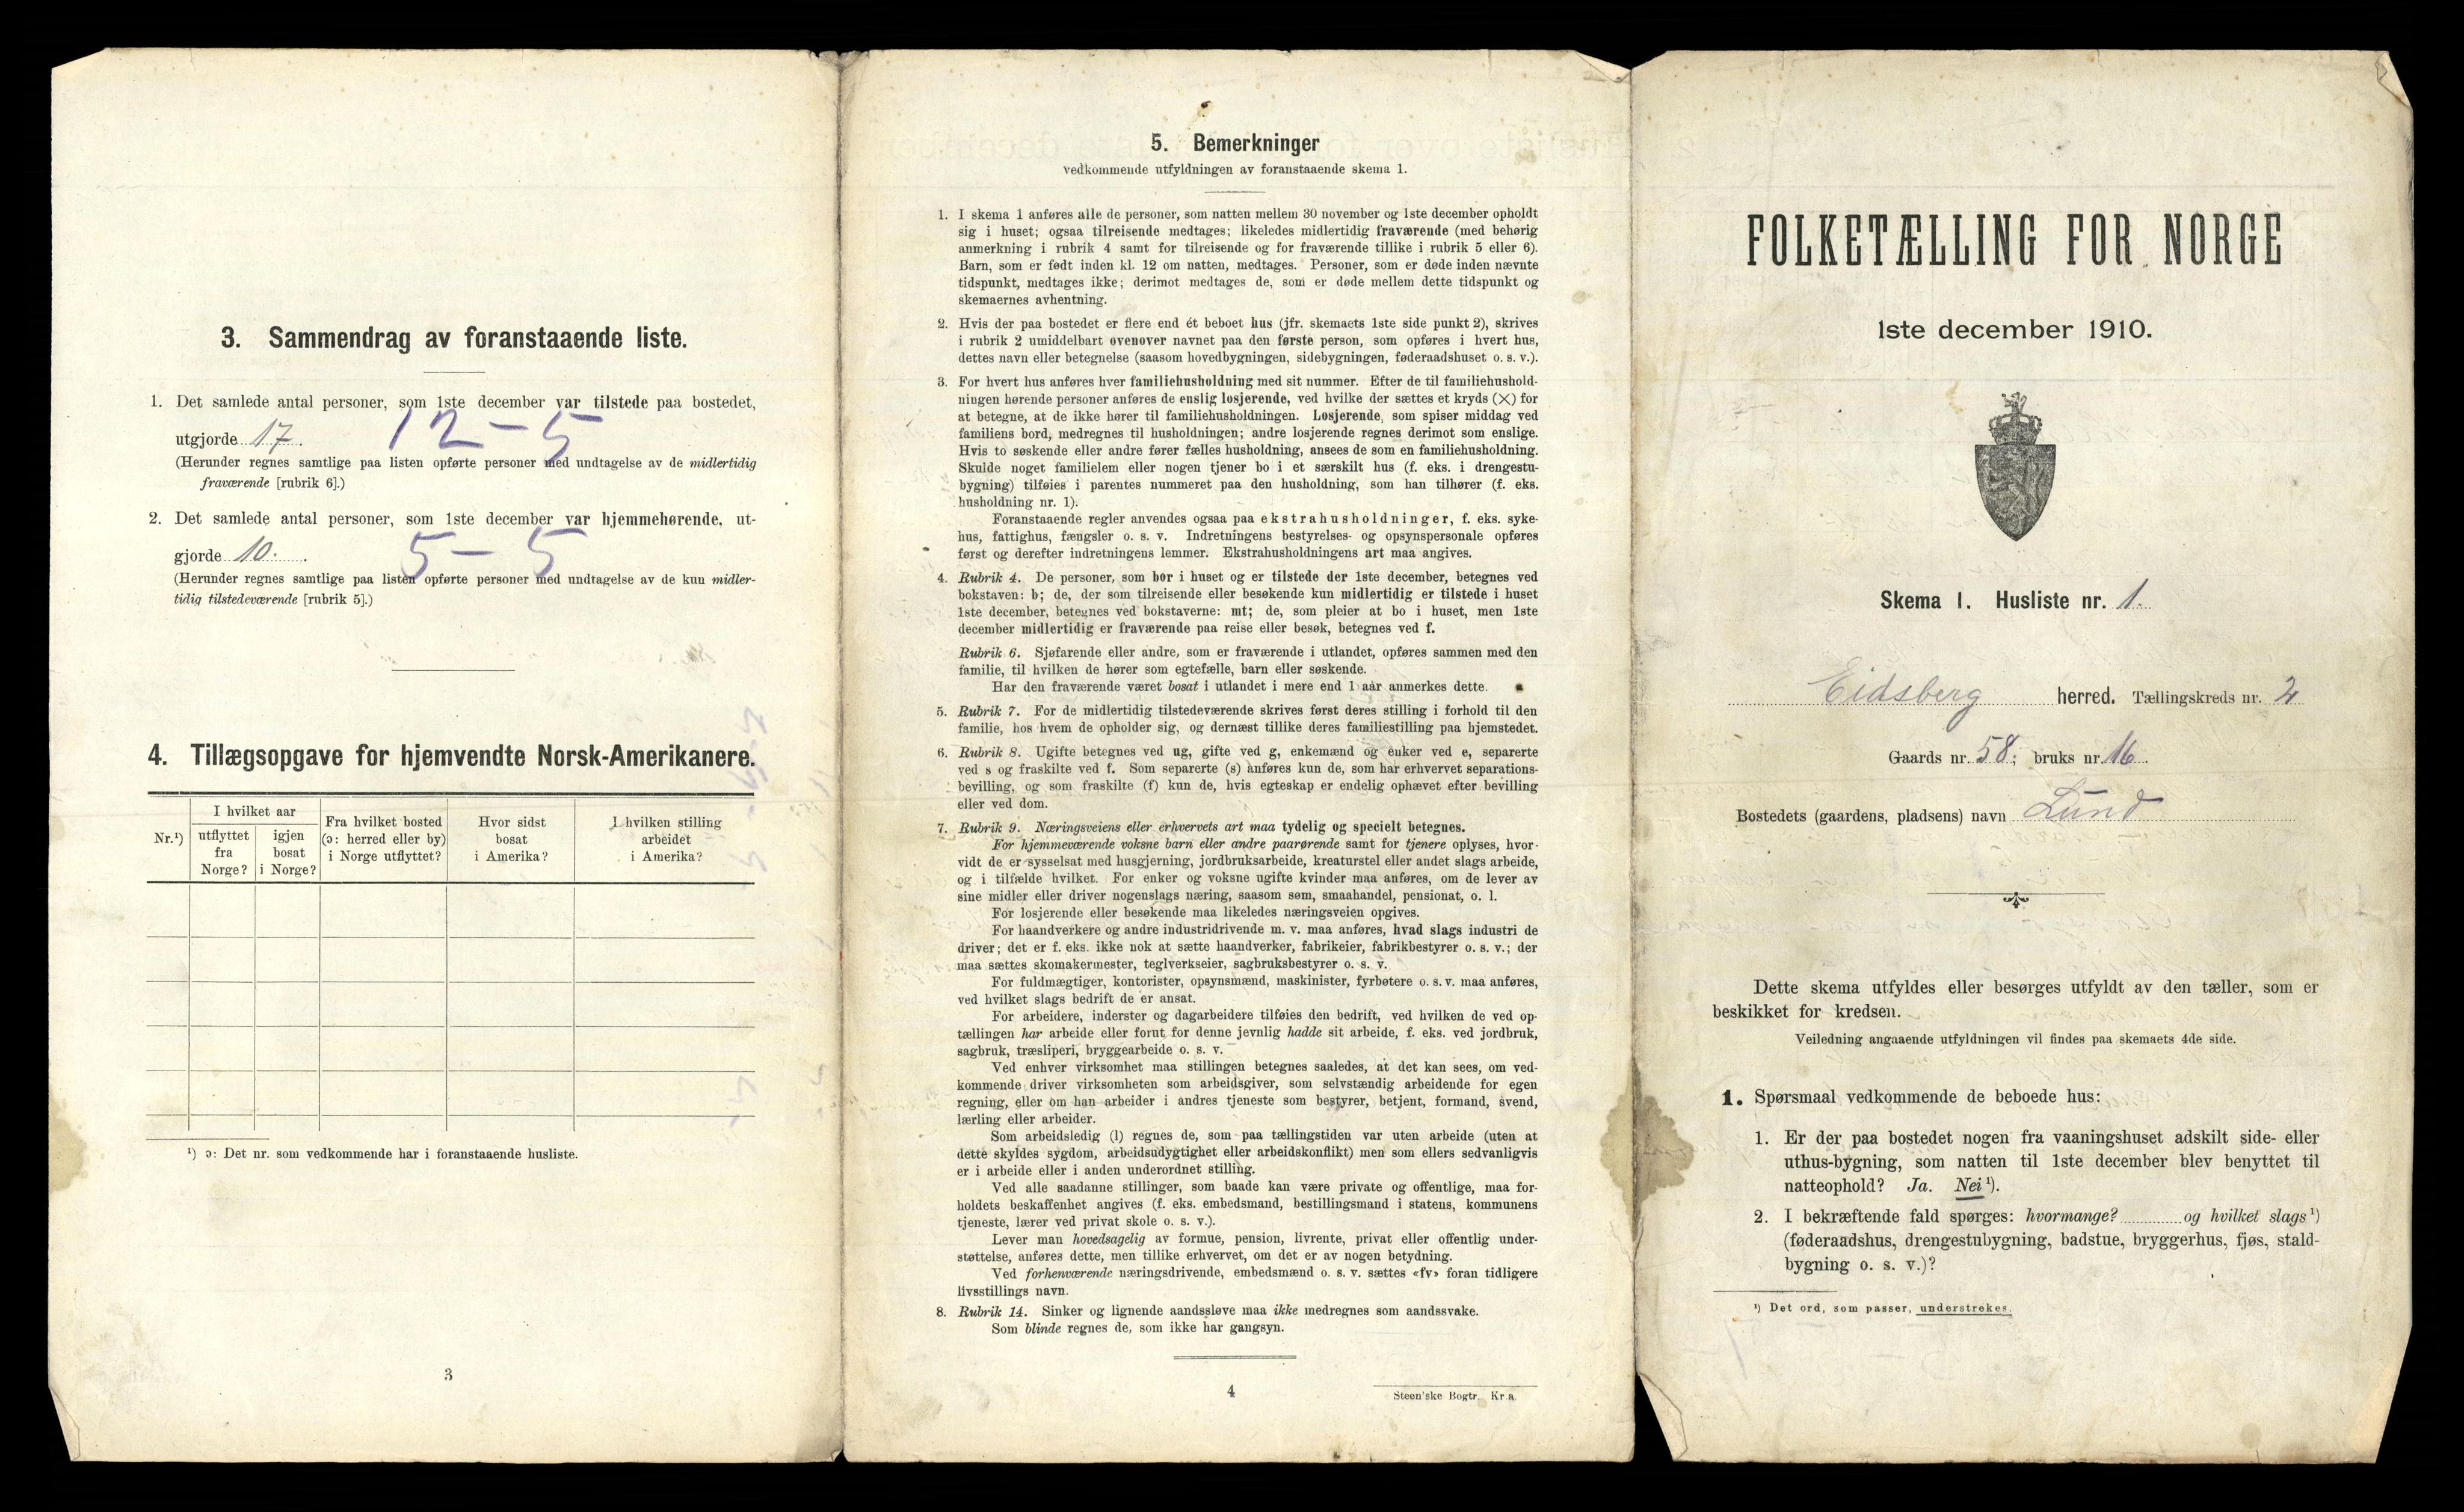 3. Sammendrag av foranstaaende liste.
1. Det samlede antal personer, som 1ste december var tilstede paa bostedet,
utgjorde 17.
12-5
(Herunder regnes samtlige paa listen opførte personer med undtagelse av de midlertidig
fraværende [rubrik 6].)
2. Det samlede antal personer, som 1ste december var hjemmehørende, ut-
gjorde 10.
5-5
(Herunder regnes samtlige paa listen opførte personer med undtagelse av de kun midler-
tidig tilstedeværende [rubrik 5].)
4. Tillægsopgave for hjemvendte Norsk-Amerikanere.
Nr.¹)
I hvilket aar
utflyttet
fra
Norge?
igjen
bosat
i Norge?
Fra hvilket bosted
(ɔ: herred eller by)
i Norge utflyttet?
Hvor sidst
bosat
i Amerika?
I hvilken stilling
arbeidet
i Amerika?
¹) ɔ: Det nr. som vedkommende har i foranstaaende husliste.
3
5. Bemerkninger
vedkommende utfyldningen av foranstaaende skema 1.
1. I skema 1 anføres alle de personer, som natten mellem 30 november og 1ste december opholdt
sig i huset; ogsaa tilreisende medtages; likeledes midlertidig fraværende (med behørig
anmerkning i rubrik 4 samt for tilreisende og for fraværende tillike i rubrik 5 eller 6).
Barn, som er født inden kl. 12 om natten, medtages. Personer, som er døde inden nævnte
tidspunkt, medtages ikke; derimot medtages de, som er døde mellem dette tidspunkt og
skemaernes avhentning.
2. Hvis der paa bostedet er flere end ét beboet hus (jfr. skemaets 1ste side punkt 2), skrives
i rubrik 2 umiddelbart ovenover navnet paa den første person, som opføres i hvert hus,
dettes navn eller betegnelse (saasom hovedbygningen, sidebygningen, føderaadshuset o. s. v.).
3. For hvert hus anføres hver familiehusholdning med sit nummer. Efter de til familiehushold-
ningen hørende personer anføres de enslig losjerende, ved hvilke der sættes et kryds (×) for
at betegne, at de ikke hører til familiehusholdningen. Losjerende, som spiser middag ved
familiens bord, medregnes til husholdningen; andre losjerende regnes derimot som enslige.
Hvis to søskende eller andre fører fælles husholdning, ansees de som en familiehusholdning.
Skulde noget familielem eller nogen tjener bo i et særskilt hus (f. eks. i drengestu-
bygning) tilføies i parentes nummeret paa den husholdning, som han tilhører (f. eks.
husholdning nr. 1).
Foranstaaende regler anvendes ogsaa paa ekstrahusholdninger, f. eks. syke-
hus, fattighus, fængsler o. s. v. Indretningens bestyrelses- og opsynspersonale opføres
først og derefter indretningens lemmer. Ekstrahusholdningens art maa angives.
4. Rubrik 4. De personer, som bor i huset og er tilstede der 1ste december, betegnes ved
bokstaven: b; de, der som tilreisende eller besøkende kun midlertidig er tilstede i huset
1ste december, betegnes ved bokstaverne: mt; de, som pleier at bo i huset, men 1ste
december midlertidig er fraværende paa reise eller besøk, betegnes ved f.
Rubrik 6. Sjøfarende eller andre, som er fraværende i utlandet, opføres sammen med den
familie, til hvilken de hører som egtefælle, barn eller søskende.
Har den fraværende været bosat i utlandet i mere end 1 aar anmerkes dette.
5. Rubrik 7. For de midlertidig tilstedeværende skrives først deres stilling i forhold til den
familie, hos hvem de opholder sig, og dernæst tillike deres familiestilling paa hjemstedet.
6. Rubrik 8. Ugifte betegnes ved ug, gifte ved g, enkemænd og enker ved e, separerte
ved s og fraskilte ved f. Som separerte (s) anføres kun de, som har erhvervet separations-
bevilling, og som fraskilte (f) kun de, hvis egteskap er endelig ophævet efter bevilling
eller ved dom.
7. Rubrik 9. Næringsveiens eller erhvervets art maa tydelig og specielt betegnes.
For hjemmeværende voksne barn eller andre paarørende samt for tjenere oplyses, hvor-
vidt de er sysselsat med husgjerning, jordbruksarbeide, kreaturstel eller andet slags arbeide,
og i tilfælde hvilket. For enker og voksne ugifte kvinder maa anføres, om de lever av
sine midler eller driver nogenslags næring, saasom søm, smaahandel, pensionat, o. l.
For losjerende eller besøkende maa likeledes næringsveien opgives.
For haandverkere og andre industridrivende m. v. maa anføres, hvad slags industri de
driver; det er f. eks. ikke nok at sætte haandverker, fabrikeier, fabrikbestyrer o. s. v.; der
maa sættes skomakermester, teglverkseier, sagbruksbestyrer o. s. v.
For fuldmægtiger, kontorister, opsynsmænd, maskinister, fyrbøtere o. s. v. maa anføres,
ved hvilket slags bedrift de er ansat.
For arbeidere, inderster og dagarbeidere tilføies den bedrift, ved hvilken de ved op-
tællingen har arbeide eller forut for denne jevnlig hadde sit arbeide, f. eks. ved jordbruk,
sagbruk, træsliperi, bryggearbeide o. s. v.
Ved enhver virksomhet maa stillingen betegnes saaledes, at det kan sees, om ved-
kommende driver virksomheten som arbeidsgiver, som selvstændig arbeidende for egen
regning, eller om han arbeider i andres tjeneste som bestyrer, betjent, formand, svend,
lærling eller arbeider.
Som arbeidsledig (l) regnes de, som paa tællingstiden var uten arbeide (uten at
dette skyldes sygdom, arbeidsudygtighet eller arbeidskonflikt) men som ellers sedvanligvis
er i arbeide eller i anden underordnet stilling.
Ved alle saadanne stillinger, som baade kan være private og offentlige, maa for-
holdets beskaffenhet angives (f. eks. embedsmand, bestillingsmand i statens, kommunens
tjeneste, lærer ved privat skole o. s. v.).
Lever man hovedsagelig av formue, pension, livrente, privat eller offentlig under-
støttelse, anføres dette, men tillike erhvervet, om det er av nogen betydning.
Ved forhenværende næringsdrivende, embedsmænd o. s. v. sættes «fv» foran tidligere
livsstillings navn.
8. Rubrik 14. Sinker og lignende aandssløve maa ikke medregnes som aandssvake.
Som blinde regnes de, som ikke har gangsyn.
4
Steen'ske Bogtr. Kr.a.
FOLKETÆLLING FOR NORGE
1ste december 1910.
Skema 1. Husliste nr. 1.
Eidsberg herred. Tællingskreds nr. 2
Gaards nr. 58; bruks nr. 16.
Bostedets (gaardens, pladsens) navn Lund
Dette skema utfyldes eller besørges utfyldt av den tæller, som er
beskikket for kredsen.
Veiledning angaaende utfyldningen vil findes paa skemaets 4de side.
1. Spørsmaal vedkommende de beboede hus:
1. Er der paa bostedet nogen fra vaaningshuset adskilt side- eller
uthus-bygning, som natten til 1ste december blev benyttet til
natteophold? Ja. Nei ¹).
2. I bekræftende fald spørges: hvormange? og hvilket slags ¹)
(føderaadshus, drengestubygning, badstue, bryggerhus, fjøs, stald-
bygning o. s. v.)?
¹) Det ord, som passer, understrekes.